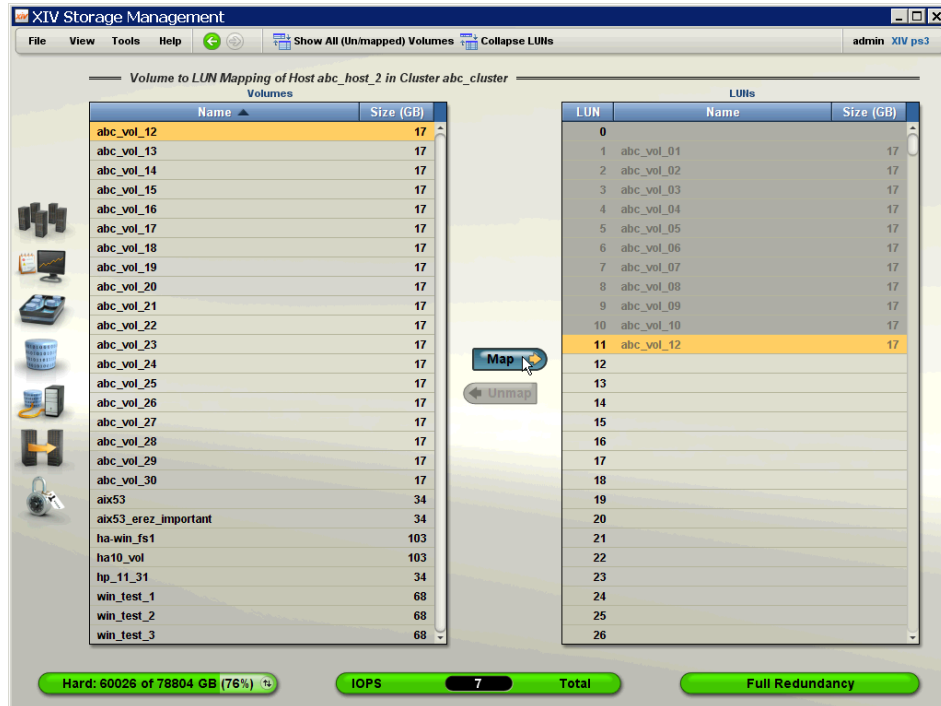 XIV Storage Management
File View Tools Help Show All (Un/mapped) Volumes Collapse LUNs admin XIV ps3
Volume to LUN Mapping of Host abc_host_2 in Cluster abc_cluster
Volumes
Name Size (GB)
abc_vol_12 17
abc_vol_13 17
abc_vol_14 17
abc_vol_15 17
abc_vol_16 17
abc_vol_17 17
abc_vol_18 17
abc_vol_19 17
abc_vol_20 17
abc_vol_21 17
abc_vol_22 17
abc_vol_23 17
abc_vol_24 17
abc_vol_25 17
abc_vol_26 17
abc_vol_27 17
abc_vol_28 17
abc_vol_29 17
abc_vol_30 17
aix53 34
aix53_erez_important 34
ha-win_fs1 103
ha10_vol 103
hp_11_31 34
win_test_1 68
win_test_2 68
win_test_3 68
Map
Unmap
LUNs
LUN Name Size (GB)
0
1 abc_vol_01 17
2 abc_vol_02 17
3 abc_vol_03 17
4 abc_vol_04 17
5 abc_vol_05 17
6 abc_vol_06 17
7 abc_vol_07 17
8 abc_vol_08 17
9 abc_vol_09 17
10 abc_vol_10 17
11 abc_vol_12 17
12
13
14
15
16
17
18
19
20
21
22
23
24
25
26
Hard: 60026 of 78804 GB (76%) IOPS 7 Total Full Redundancy